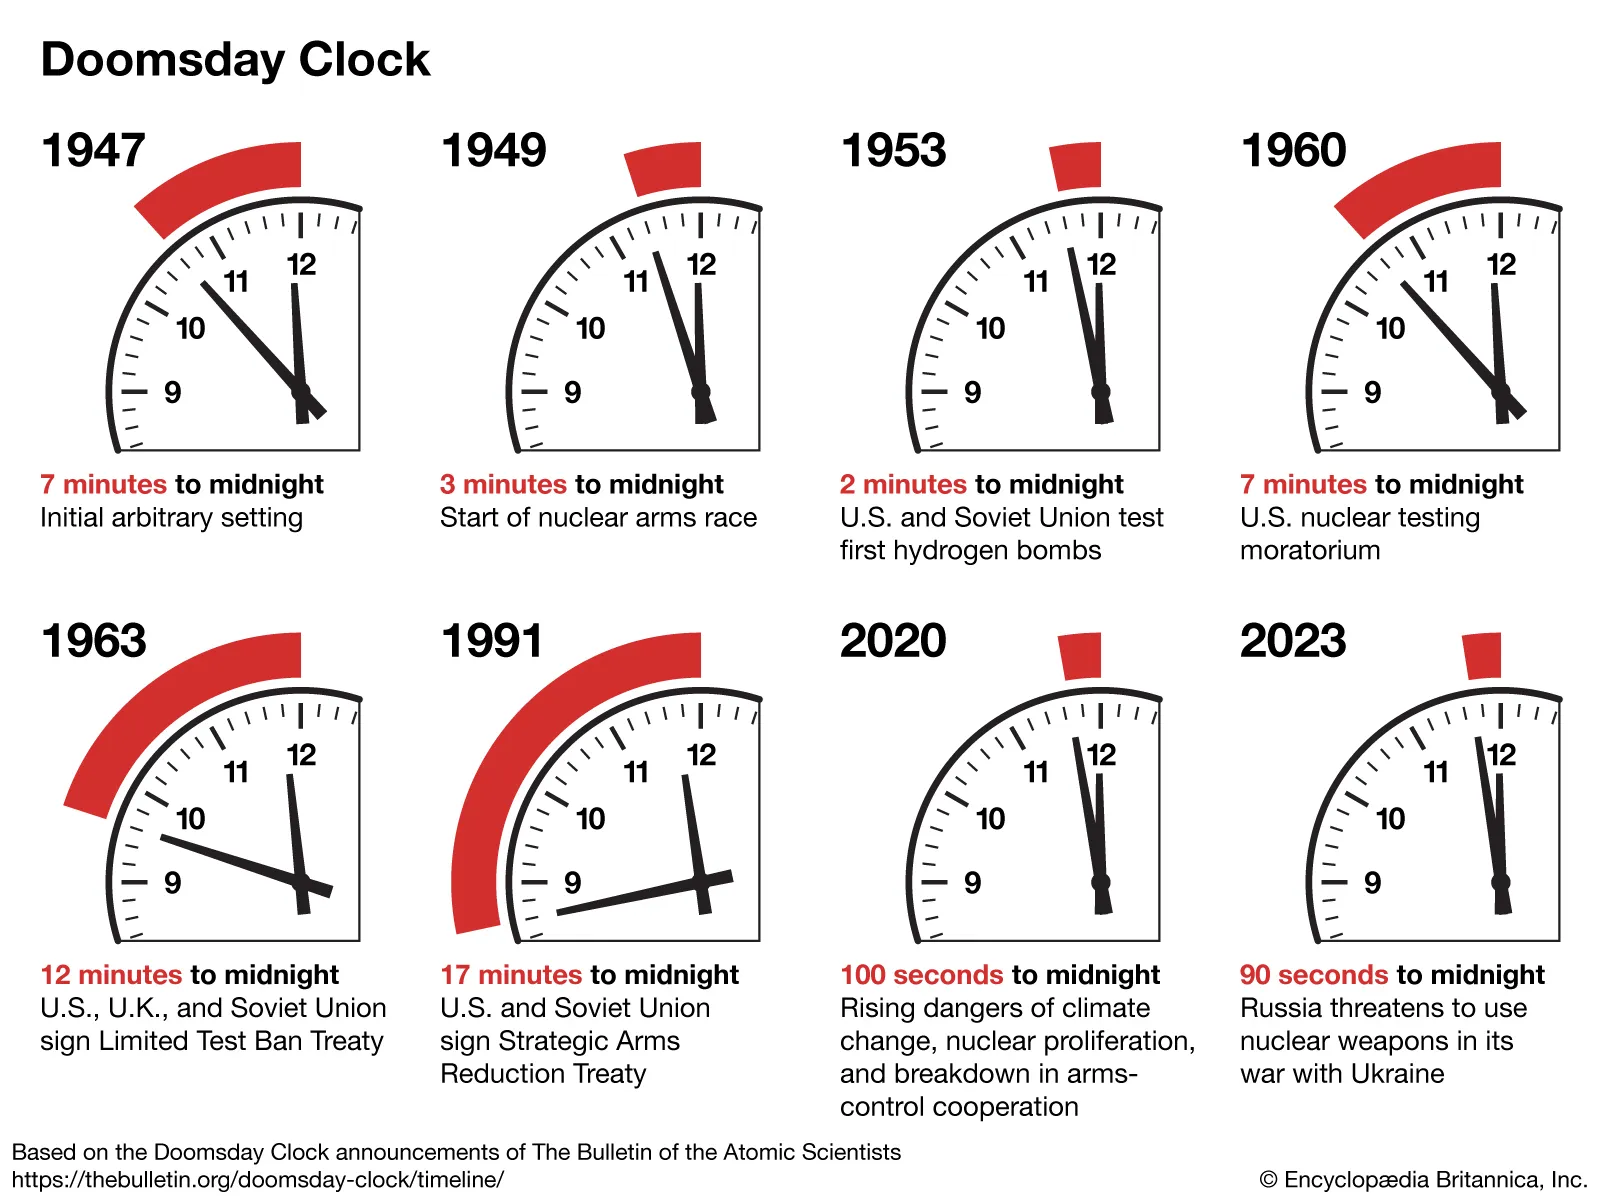 Doomsday Clock
1947
12
11
10
9
7 minutes to midnight
Initial arbitrary setting
1949
12
11
10
9
3 minutes to midnight
Start of nuclear arms race
1953
12
11
10
9
2 minutes to midnight
U.S. and Soviet Union test
first hydrogen bombs
1960
12
11
10
9
7 minutes to midnight
U.S. nuclear testing
moratorium
1963
12
11
10
9
12 minutes to midnight
U.S., U.K., and Soviet Union
sign Limited Test Ban Treaty
1991
12
11
10
9
17 minutes to midnight
U.S. and Soviet Union
sign Strategic Arms
Reduction Treaty
2020
12
11
10
9
100 seconds to midnight
Rising dangers of climate
change, nuclear proliferation,
and breakdown in arms-
control cooperation
2023
12
11
10
9
90 seconds to midnight
Russia threatens to use
nuclear weapons in its
war with Ukraine
Based on the Doomsday Clock announcements of The Bulletin of the Atomic Scientists
https://thebulletin.org/doomsday-clock/timeline/
© Encyclopædia Britannica, Inc.